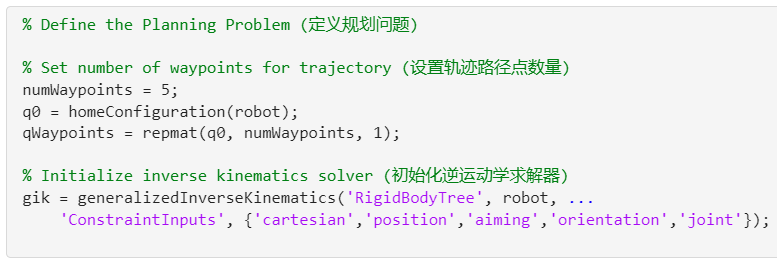 % Define the Planning Problem (定义规划问题)
% Set number of waypoints for trajectory (设置轨迹路径点数量)
numWaypoints = 5;
q0 = homeConfiguration(robot);
qWaypoints = repmat(q0, numWaypoints, 1);
% Initialize inverse kinematics solver (初始化逆运动学求解器)
gik = generalizedInverseKinematics('RigidBodyTree', robot, ...
    'ConstraintInputs', {'cartesian','position','aiming','orientation','joint'});